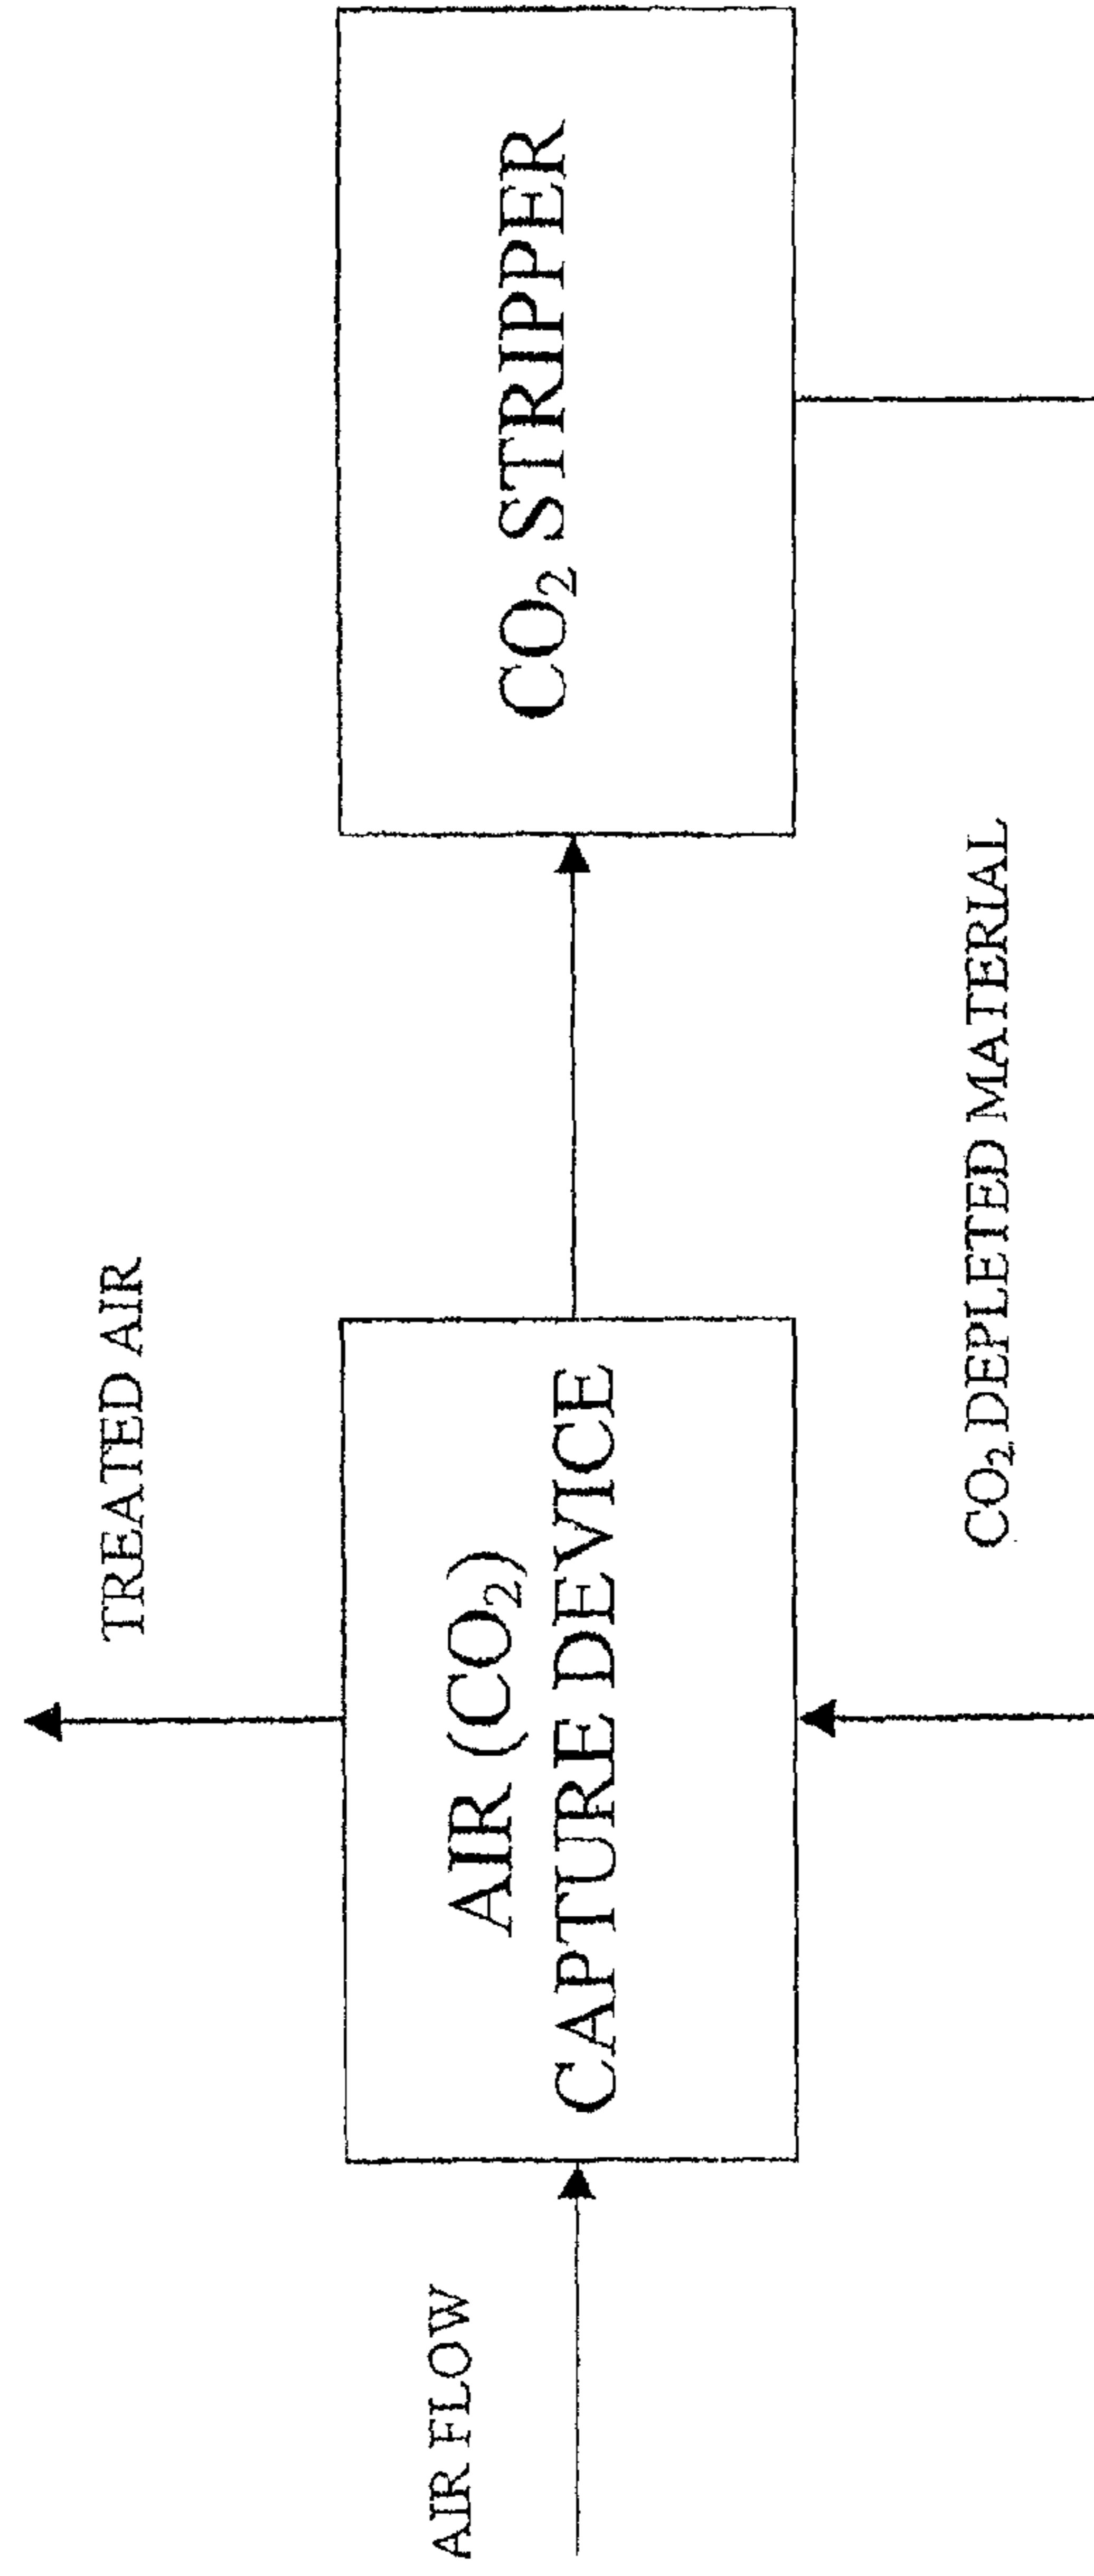 TREATED AIR
AIR FLOW
AIR (CO₂)
CAPTURE DEVICE
CO₂ STRIPPER
CO₂ DEPLETED MATERIAL